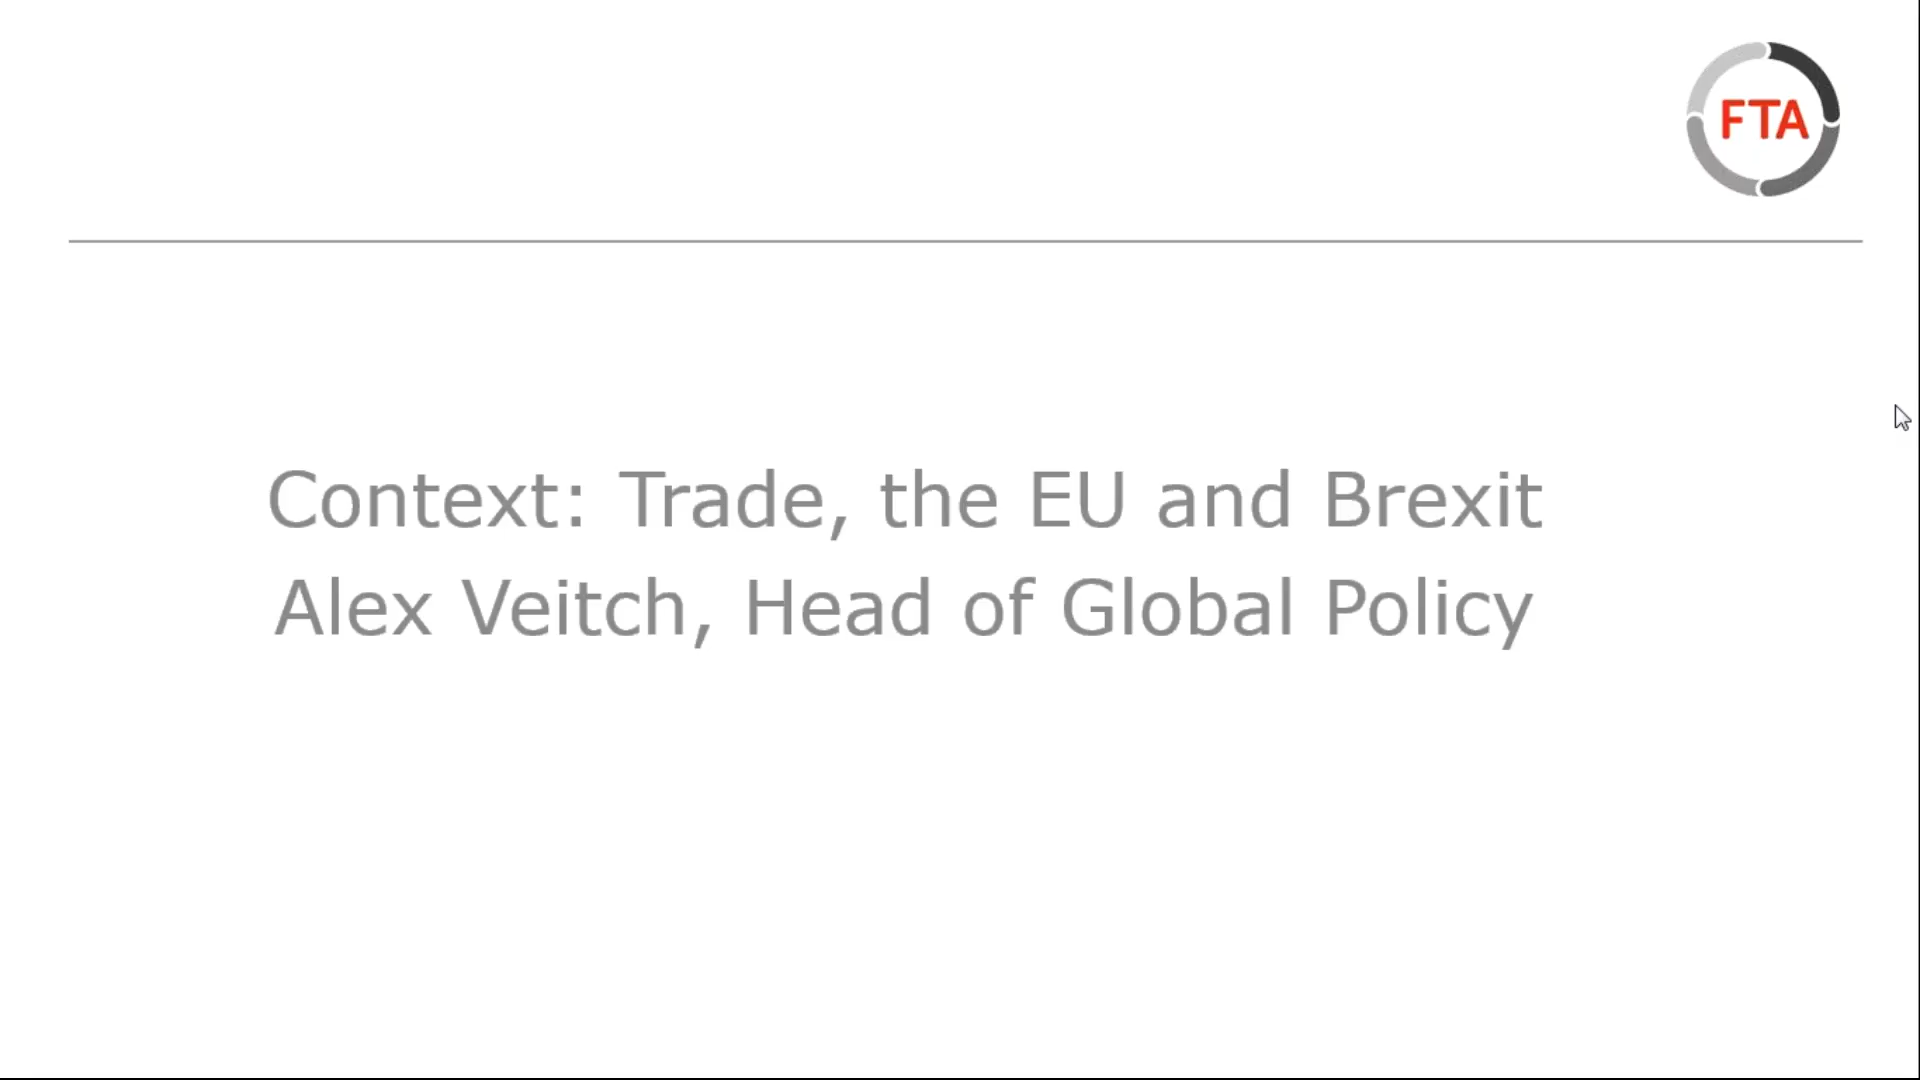 FTA
Context: Trade, the EU and Brexit
Alex Veitch, Head of Global Policy